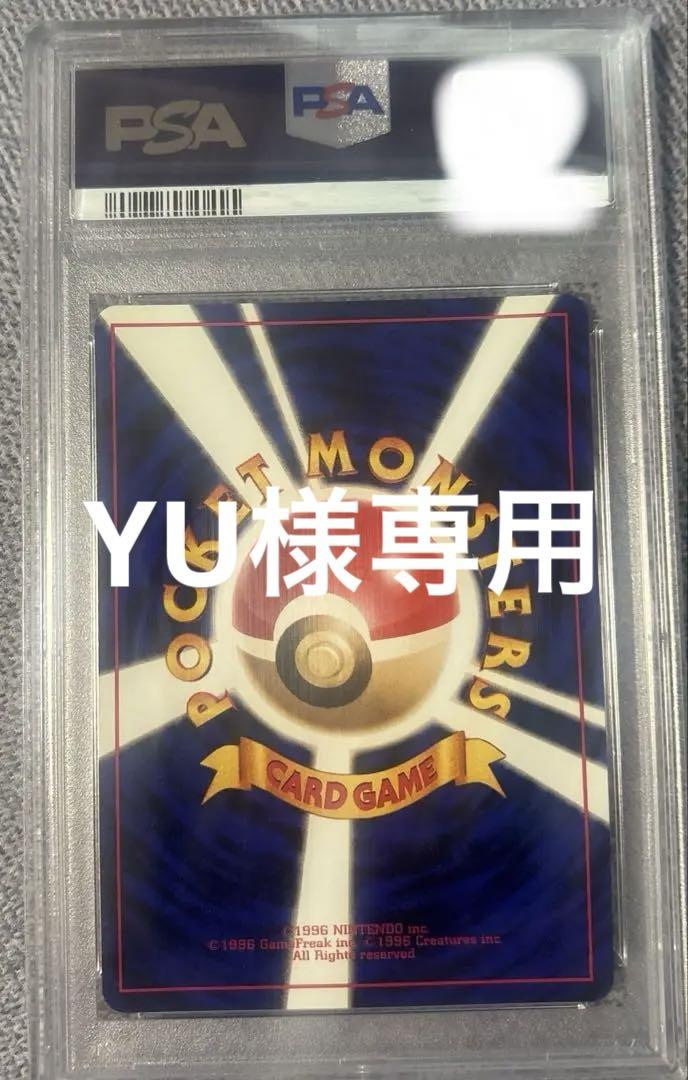 PSA
PSA
YU様専用
POCKET MONSTERS
CARD GAME
©1996 NINTENDO inc.
©1996 GameFreak inc. ©1996 Creatures inc.
All Rights reserved